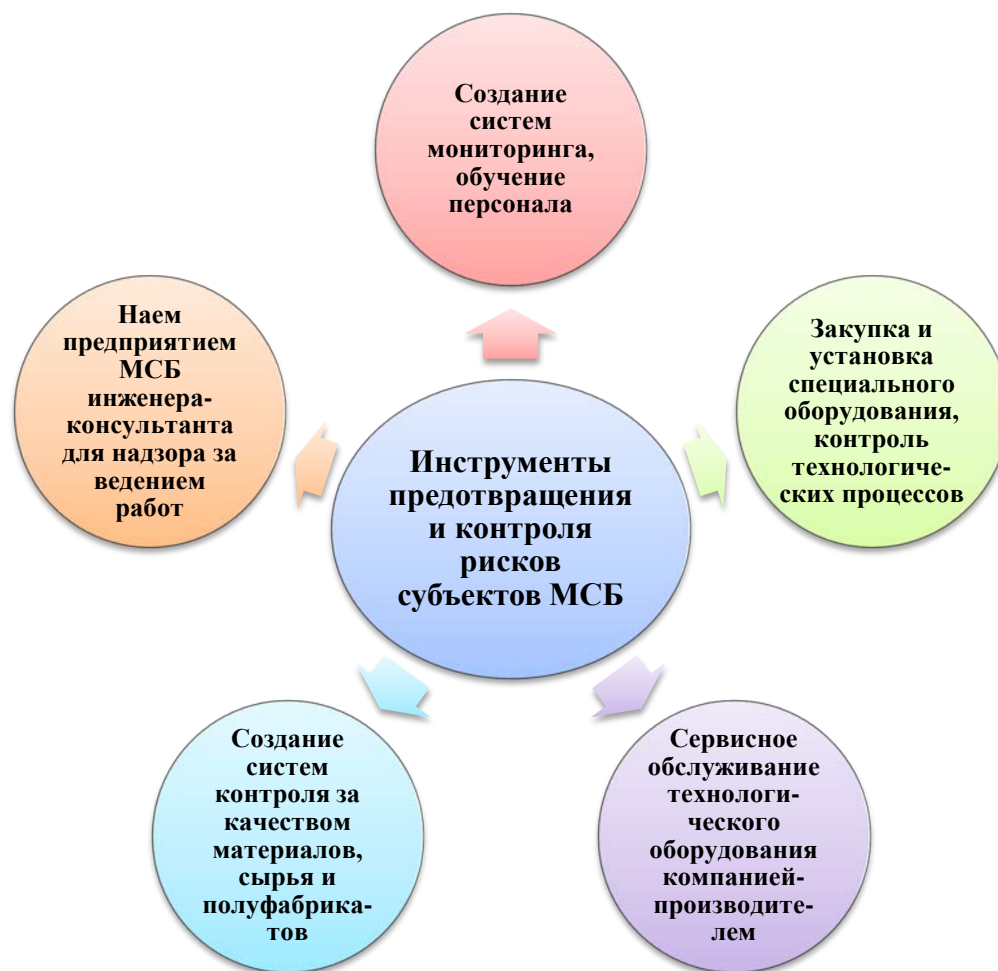 Создание
систем
мониторинга,
обучение
персонала
Наем
предприятием
МСБ
инженера-
консультанта
для надзора за
ведением
работ
Закупка и
установка
специального
оборудования,
контроль
технологиче-
ских процессов
Инструменты
предотвращения
и контроля
рисков
субъектов МСБ
Создание
систем
контроля за
качеством
материалов,
сырья и
полуфабрика-
тов
Сервисное
обслуживание
технологи-
ческого
оборудования
компанией-
производите-
лем